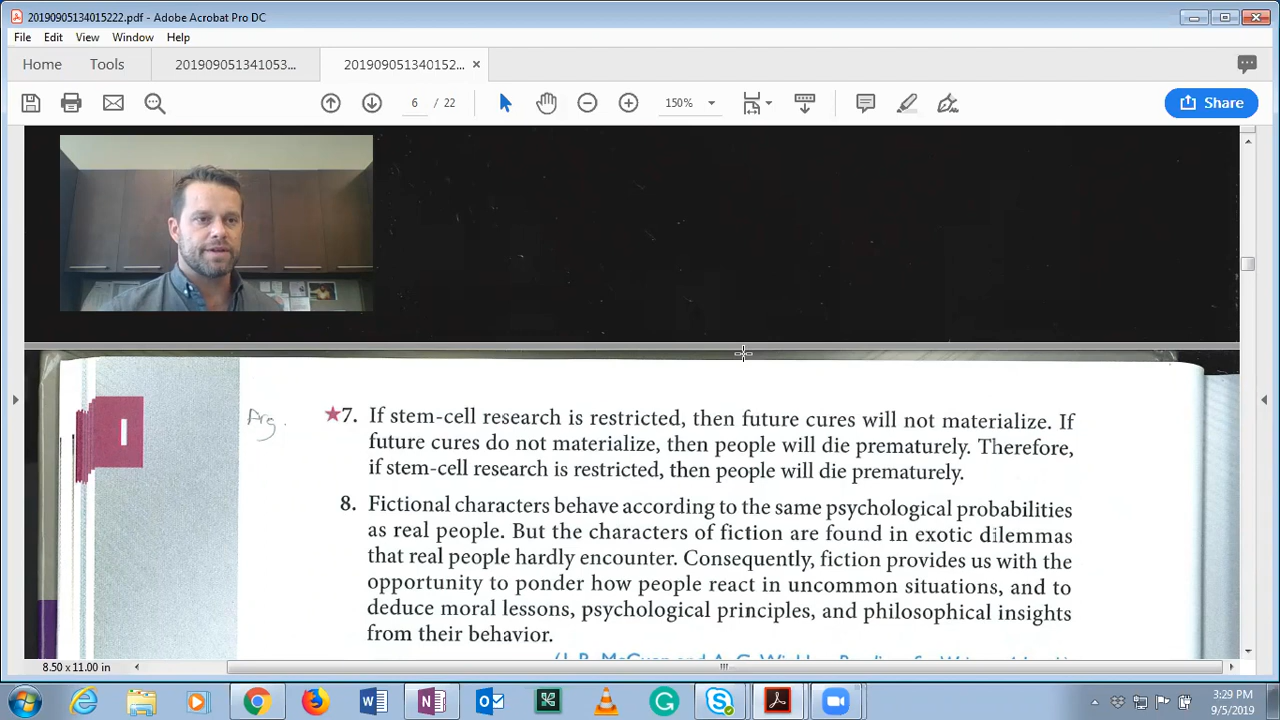 20190905134015222.pdf - Adobe Acrobat Pro DC
File Edit View Window Help
Home Tools 201909051341053... 201909051340152... ×
6 / 22 150% Share
I
Arg.
★7. If stem-cell research is restricted, then future cures will not materialize. If
future cures do not materialize, then people will die prematurely. Therefore,
if stem-cell research is restricted, then people will die prematurely.
8. Fictional characters behave according to the same psychological probabilities
as real people. But the characters of fiction are found in exotic dilemmas
that real people hardly encounter. Consequently, fiction provides us with the
opportunity to ponder how people react in uncommon situations, and to
deduce moral lessons, psychological principles, and philosophical insights
from their behavior.
8.50 x 11.00 in
3:29 PM
9/5/2019